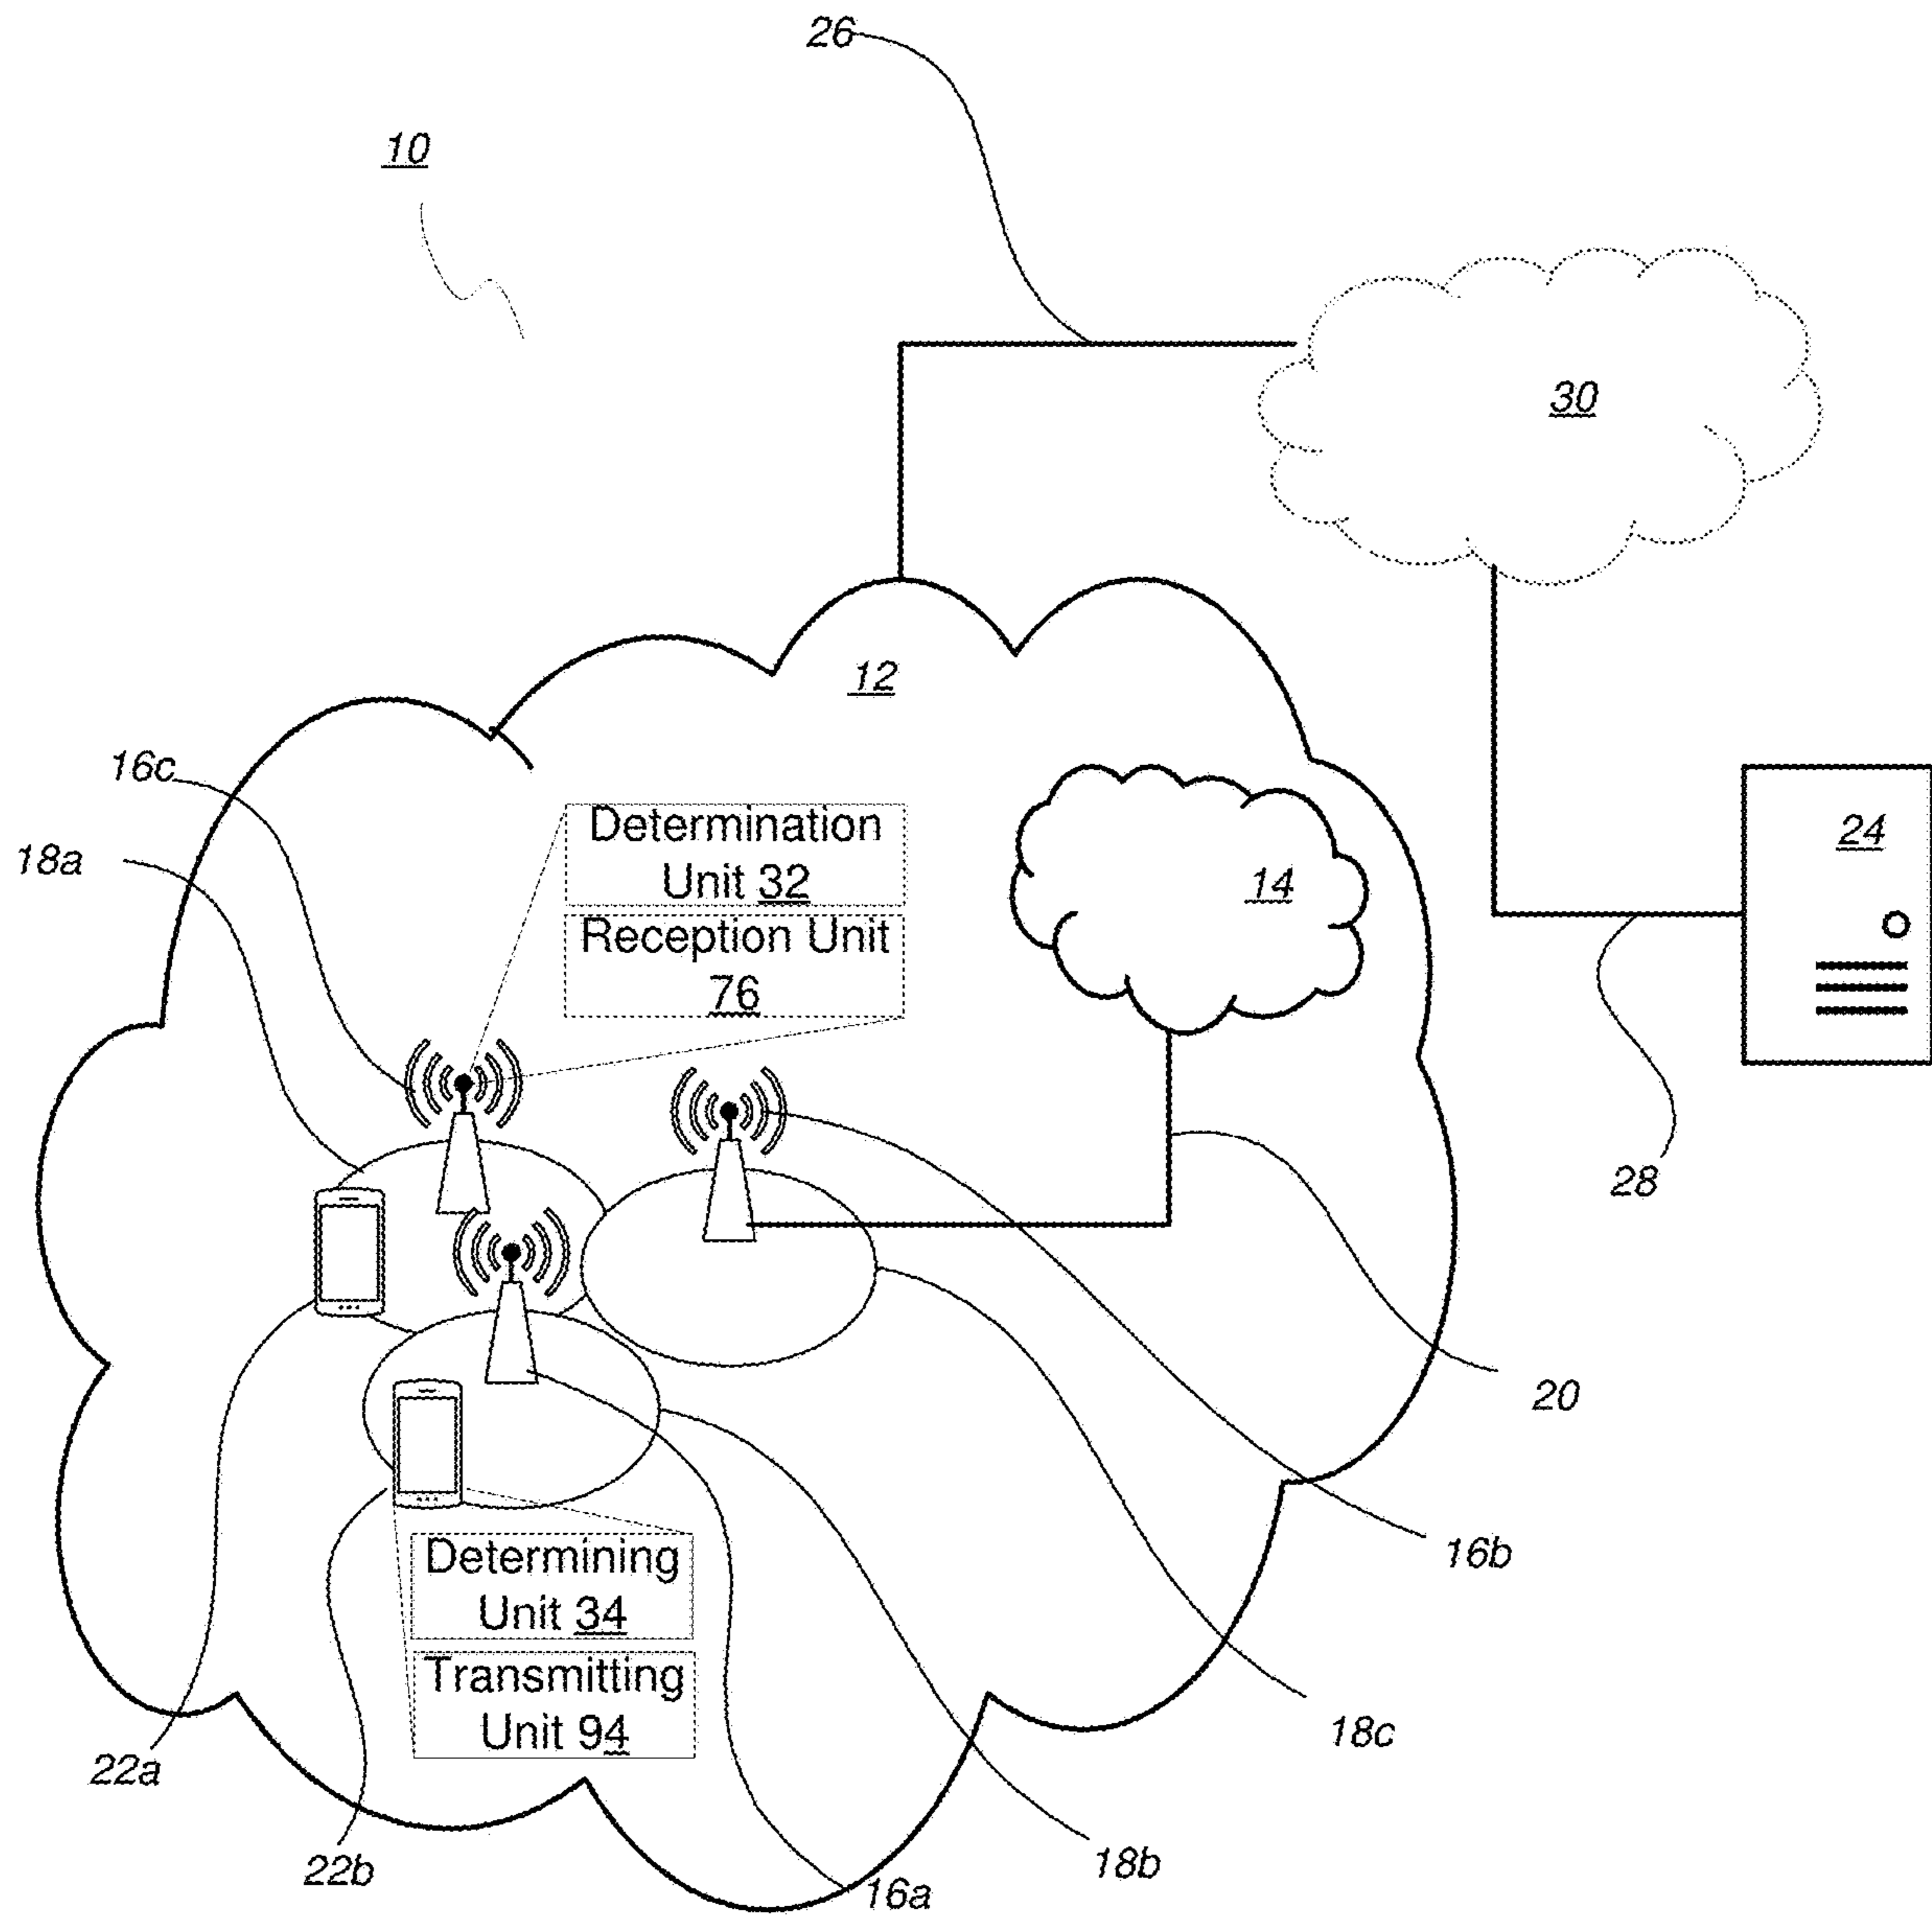 26
10
30
12
16c
24
Determination
Unit 32
18a
14
Reception Unit
76
28
20
16b
Determining
Unit 34
Transmitting
Unit 94
18c
22a
18b
22b
16a